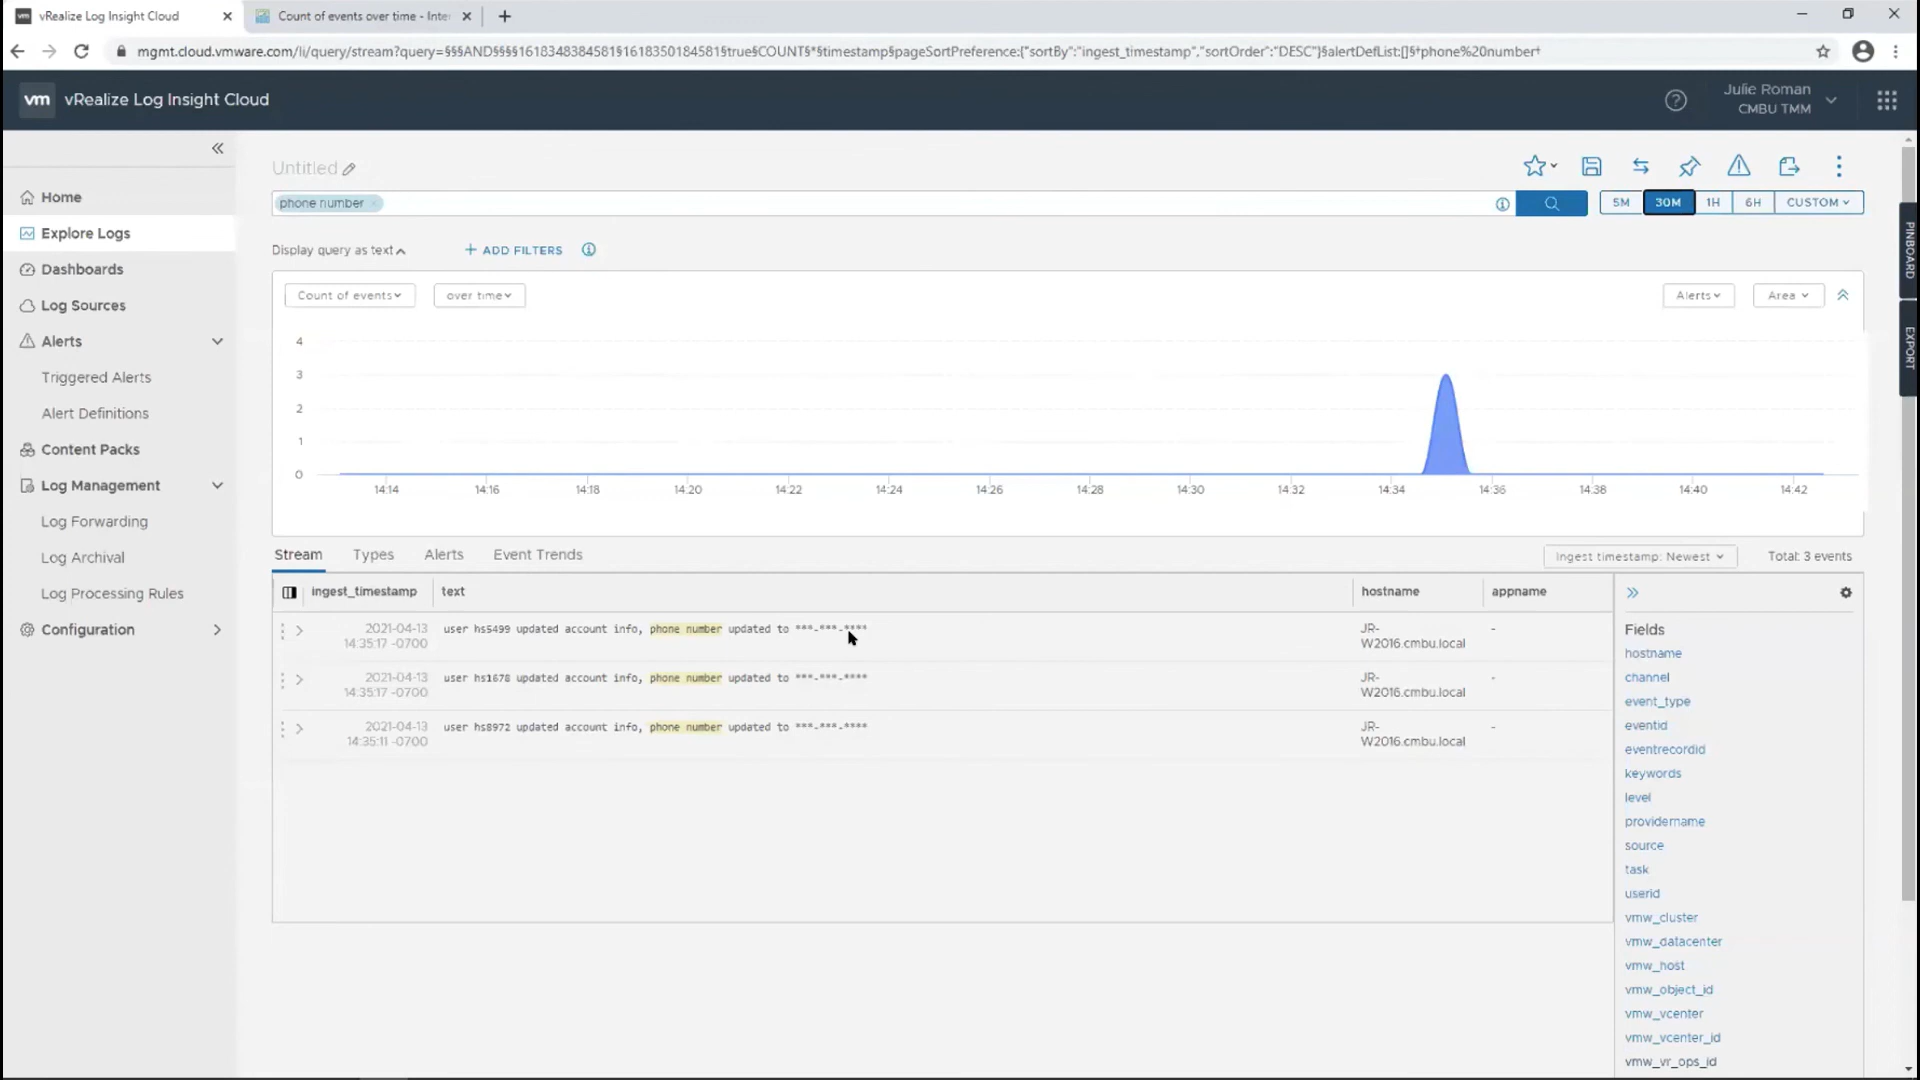 vRealize Log Insight Cloud
Count of events over time - Inte
mgmt.cloud.vmware.com/li/query/stream?query=§§§AND§§§§1618348384581§1618350184581§true§COUNT§*§timestamp§pageSortPreference:{"sortBy":"ingest_timestamp","sortOrder":"DESC"}§alertDefList:[]§†phone%20number†
vm vRealize Log Insight Cloud
Julie Roman
CMBU TMM
Home
Explore Logs
Dashboards
Log Sources
Alerts
Triggered Alerts
Alert Definitions
Content Packs
Log Management
Log Forwarding
Log Archival
Log Processing Rules
Configuration
Untitled
phone number ×
5M 30M 1H 6H CUSTOM
Display query as text
+ ADD FILTERS
Count of events over time
Alerts Area
4
3
2
1
0
14:14 14:16 14:18 14:20 14:22 14:24 14:26 14:28 14:30 14:32 14:34 14:36 14:38 14:40 14:42
Stream Types Alerts Event Trends
Ingest timestamp: Newest
Total: 3 events
ingest_timestamp text hostname appname
2021-04-13
14:35:17 -0700
user hs5499 updated account info, phone number updated to ***-***-****
JR-
W2016.cmbu.local
-
2021-04-13
14:35:17 -0700
user hs1678 updated account info, phone number updated to ***-***-****
JR-
W2016.cmbu.local
-
2021-04-13
14:35:11 -0700
user hs8972 updated account info, phone number updated to ***-***-****
JR-
W2016.cmbu.local
-
Fields
hostname
channel
event_type
eventid
eventrecordid
keywords
level
providername
source
task
userid
vmw_cluster
vmw_datacenter
vmw_host
vmw_object_id
vmw_vcenter
vmw_vcenter_id
vmw_vr_ops_id
PINBOARD
EXPORT